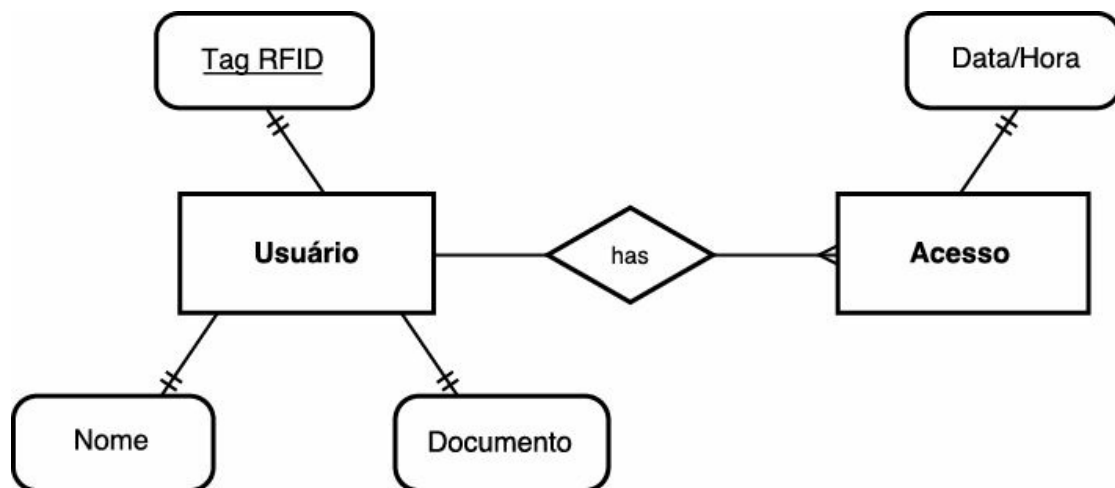 Tag RFID
Data/Hora
Usuário
has
Acesso
Nome
Documento